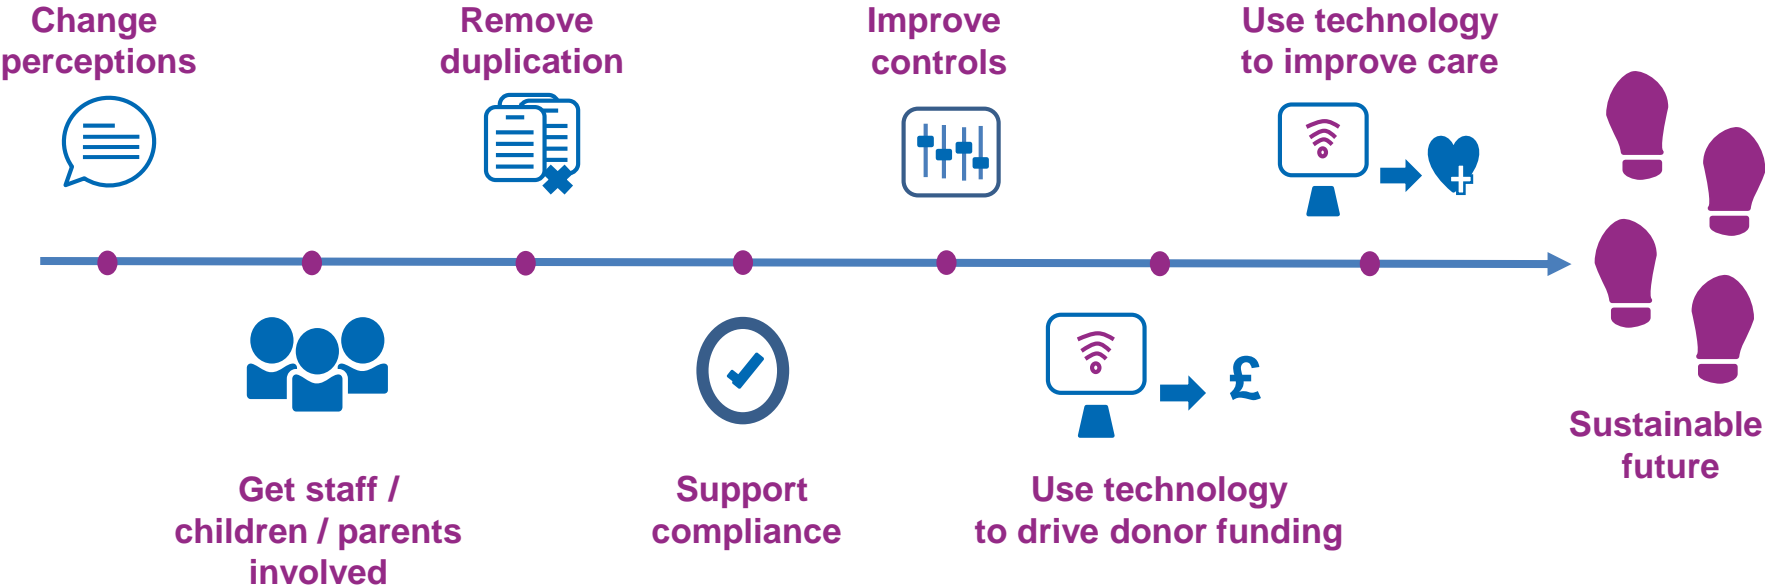 Change
perceptions
Remove
duplication
Improve
controls
Use technology
to improve care
£
Get staff /
children / parents
involved
Support
compliance
Use technology
to drive donor funding
Sustainable
future